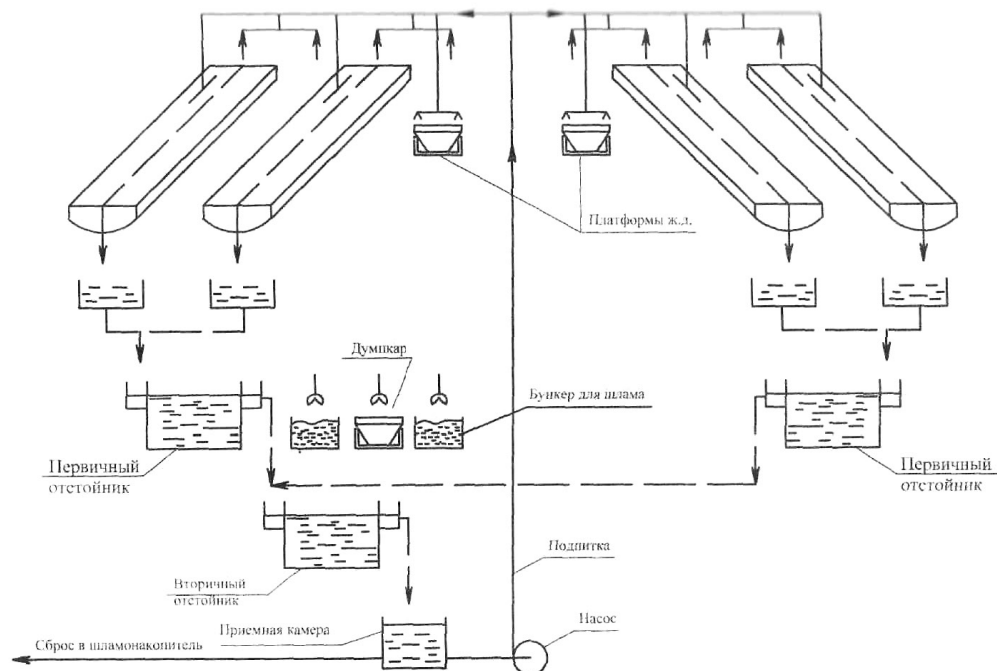 Платформы ж.д.
Думпкар
Бункер для шлама
Первичный
отстойник
Первичный
отстойник
Подпитка
Вторичный
отстойник
Насос
Приемная камера
Сброс в шламонакопитель